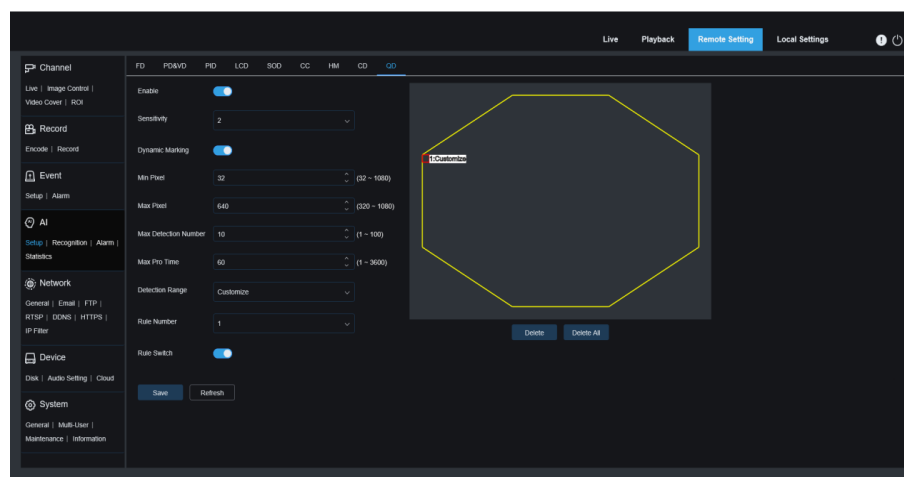 Live Playback Remote Setting Local Settings
Channel
Live | Image Control |
Video Cover | ROI
Record
Encode | Record
Event
Setup | Alarm
AI
Setup | Recognition | Alarm |
Statistics
Network
General | Email | FTP |
RTSP | DDNS | HTTPS |
IP Filter
Device
Disk | Audio Setting | Cloud
System
General | Multi-User |
Maintenance | Information
FD PD&VD PID LCD SOD CC HM CD QD
Enable
Sensitivity 2
Dynamic Marking
Min Pixel 32 (32 ~ 1080)
Max Pixel 640 (320 ~ 1080)
Max Detection Number 10 (1 ~ 100)
Max Pro Time 60 (1 ~ 3600)
Detection Range Customize
Rule Number 1
Rule Switch
Save Refresh
1:Customize
Delete Delete All